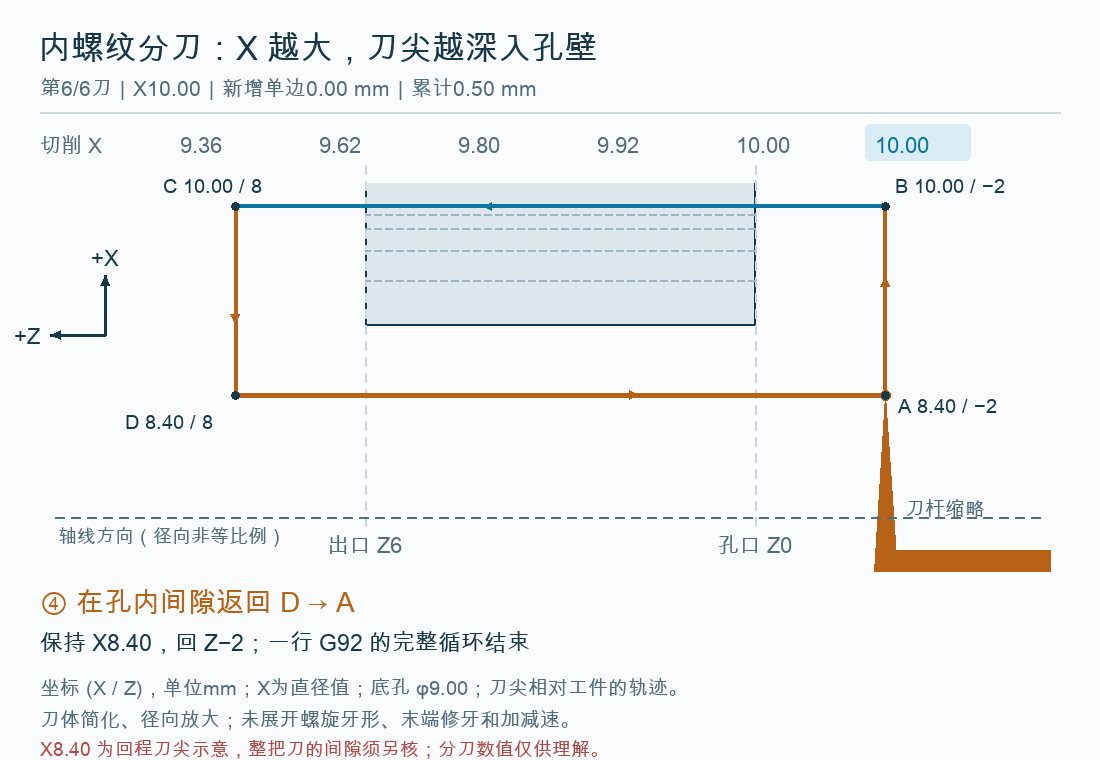 内螺纹分刀：X 越大，刀尖越深入孔壁
第6/6刀 | X10.00 | 新增单边0.00 mm | 累计0.50 mm
切削 X 9.36 9.62 9.80 9.92 10.00 10.00
C 10.00 / 8
B 10.00 / −2
+X
+Z
A 8.40 / −2
D 8.40 / 8
刀杆缩略
轴线方向（径向非等比例）
出口 Z6
孔口 Z0
④ 在孔内间隙返回 D→A
保持 X8.40，回 Z−2；一行 G92 的完整循环结束
坐标 (X / Z)，单位mm；X为直径值；底孔 φ9.00；刀尖相对工件的轨迹。
刀体简化、径向放大；未展开螺旋牙形、末端修牙和加减速。
X8.40 为回程刀尖示意，整把刀的间隙须另核；分刀数值仅供理解。